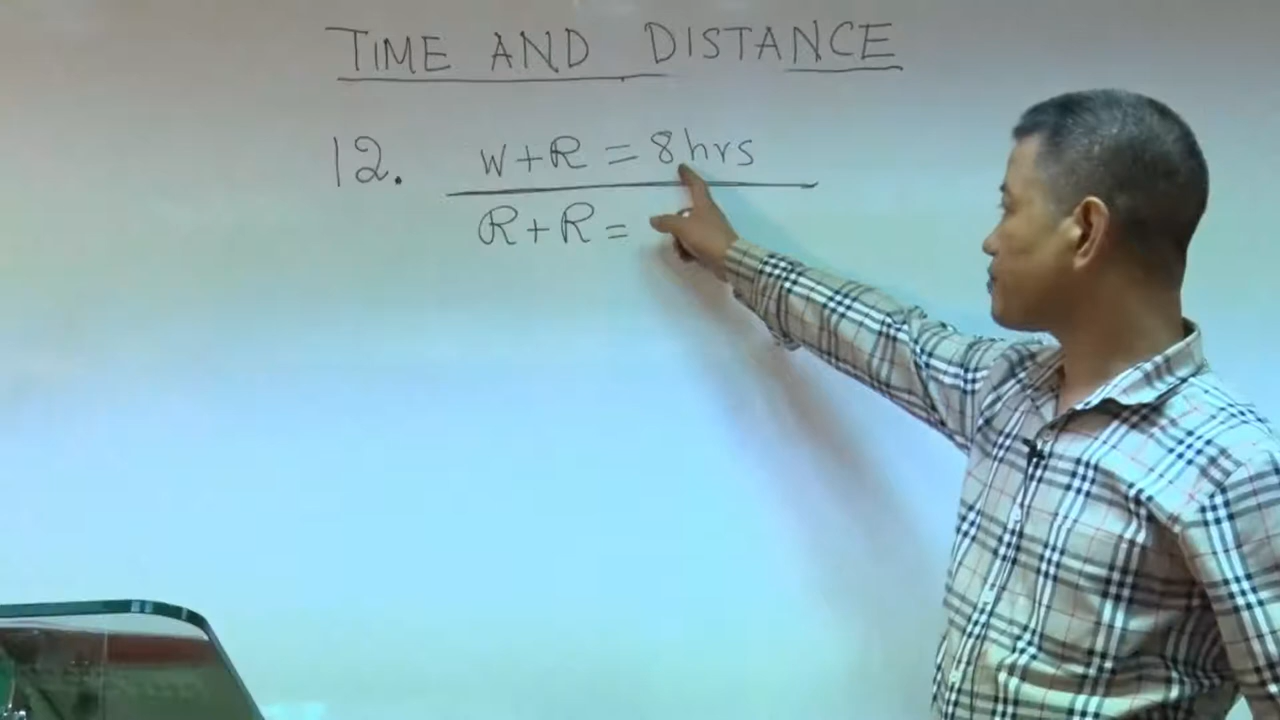 TIME AND DISTANCE
12. W+R = 8hrs
R+R =